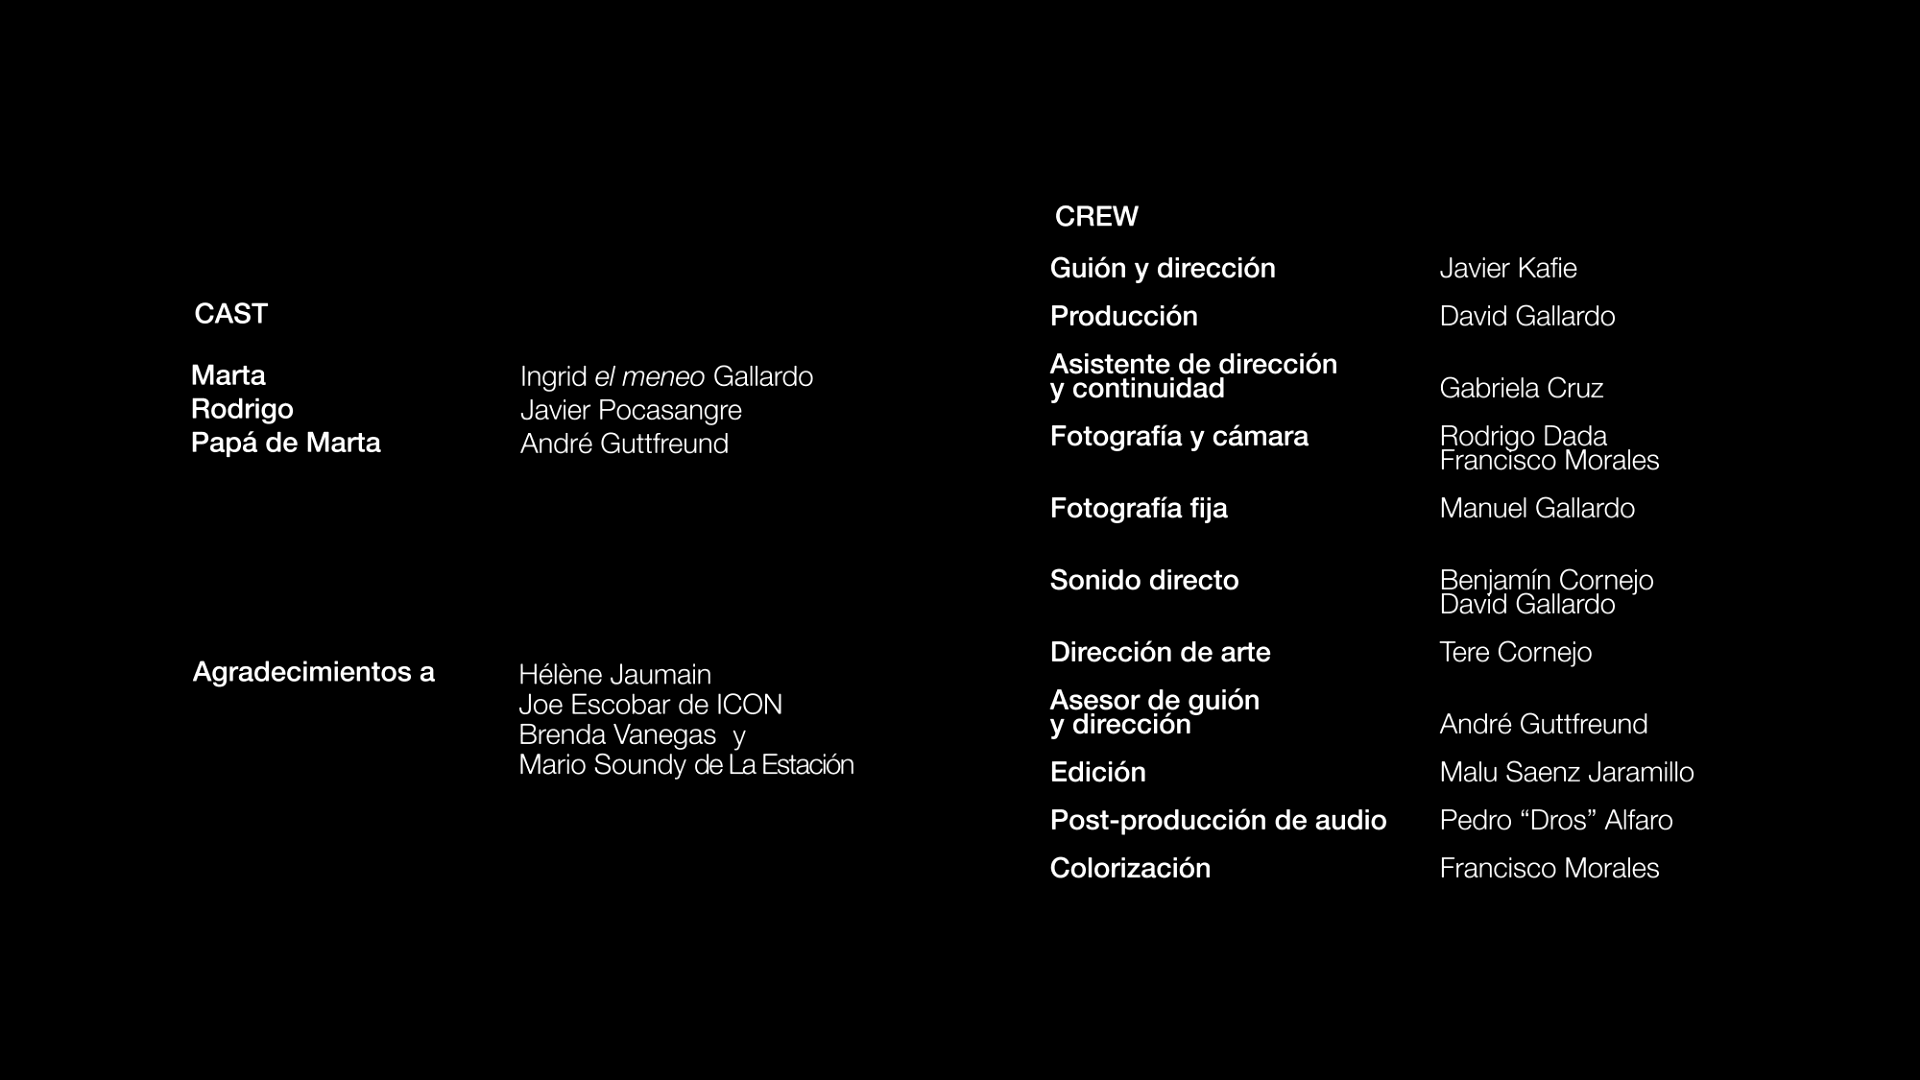 CAST
Marta Ingrid el meneo Gallardo
Rodrigo Javier Pocasangre
Papá de Marta André Guttfreund
Agradecimientos a Hélène Jaumain
Joe Escobar de ICON
Brenda Vanegas y
Mario Soundy de La Estación
CREW
Guión y dirección Javier Kafie
Producción David Gallardo
Asistente de dirección
y continuidad Gabriela Cruz
Fotografía y cámara Rodrigo Dada
Francisco Morales
Fotografía fija Manuel Gallardo
Sonido directo Benjamín Cornejo
David Gallardo
Dirección de arte Tere Cornejo
Asesor de guión
y dirección André Guttfreund
Edición Malu Saenz Jaramillo
Post-producción de audio Pedro “Dros” Alfaro
Colorización Francisco Morales